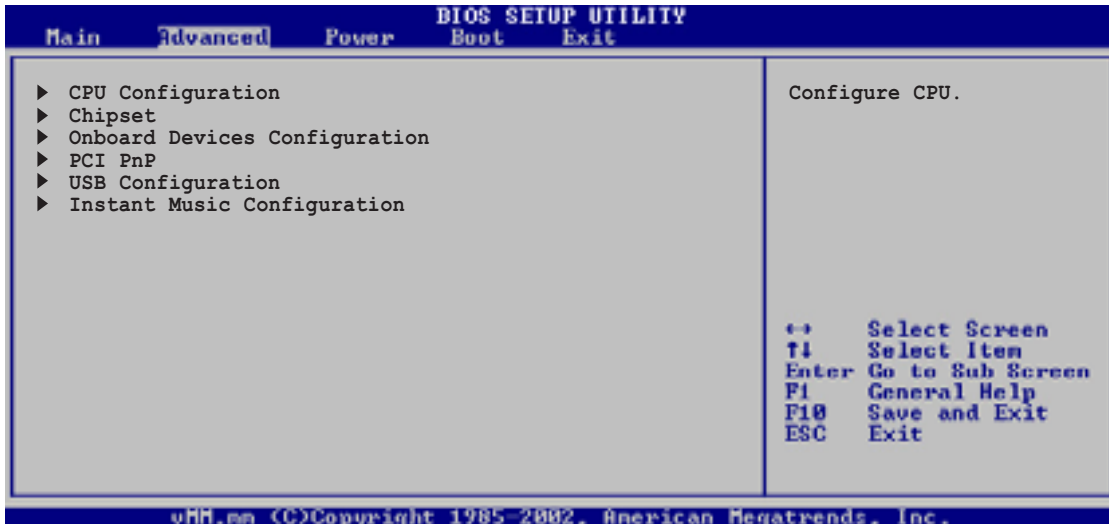 BIOS SETUP UTILITY
Main Advanced Power Boot Exit
CPU Configuration
Chipset
Onboard Devices Configuration
PCI PnP
USB Configuration
Instant Music Configuration
Configure CPU.
↔ Select Screen
↑↓ Select Item
Enter Go to Sub Screen
F1 General Help
F10 Save and Exit
ESC Exit
vMM.mm (C)Copyright 1985-2002, American Megatrends, Inc.